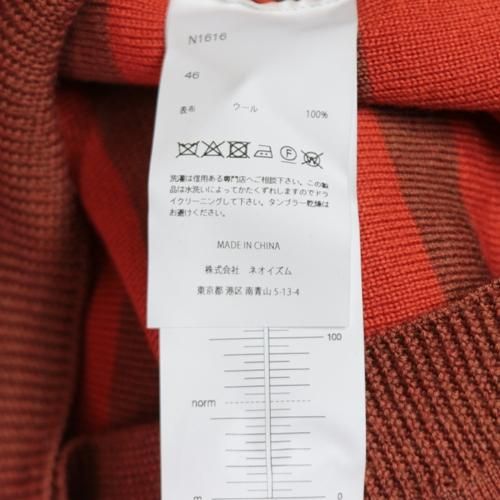 N1616
46
表布 ウール 100%
F W
洗濯は信用ある専門店へご相談下さい。この製
品は水洗いによってかたくずれしますのでドラ
イクリーニングして下さい。タンブラー乾燥は
お避けください。
MADE IN CHINA
株式会社 ネオイズム
東京都 港区 南青山 5-13-4
100
norm
m 0